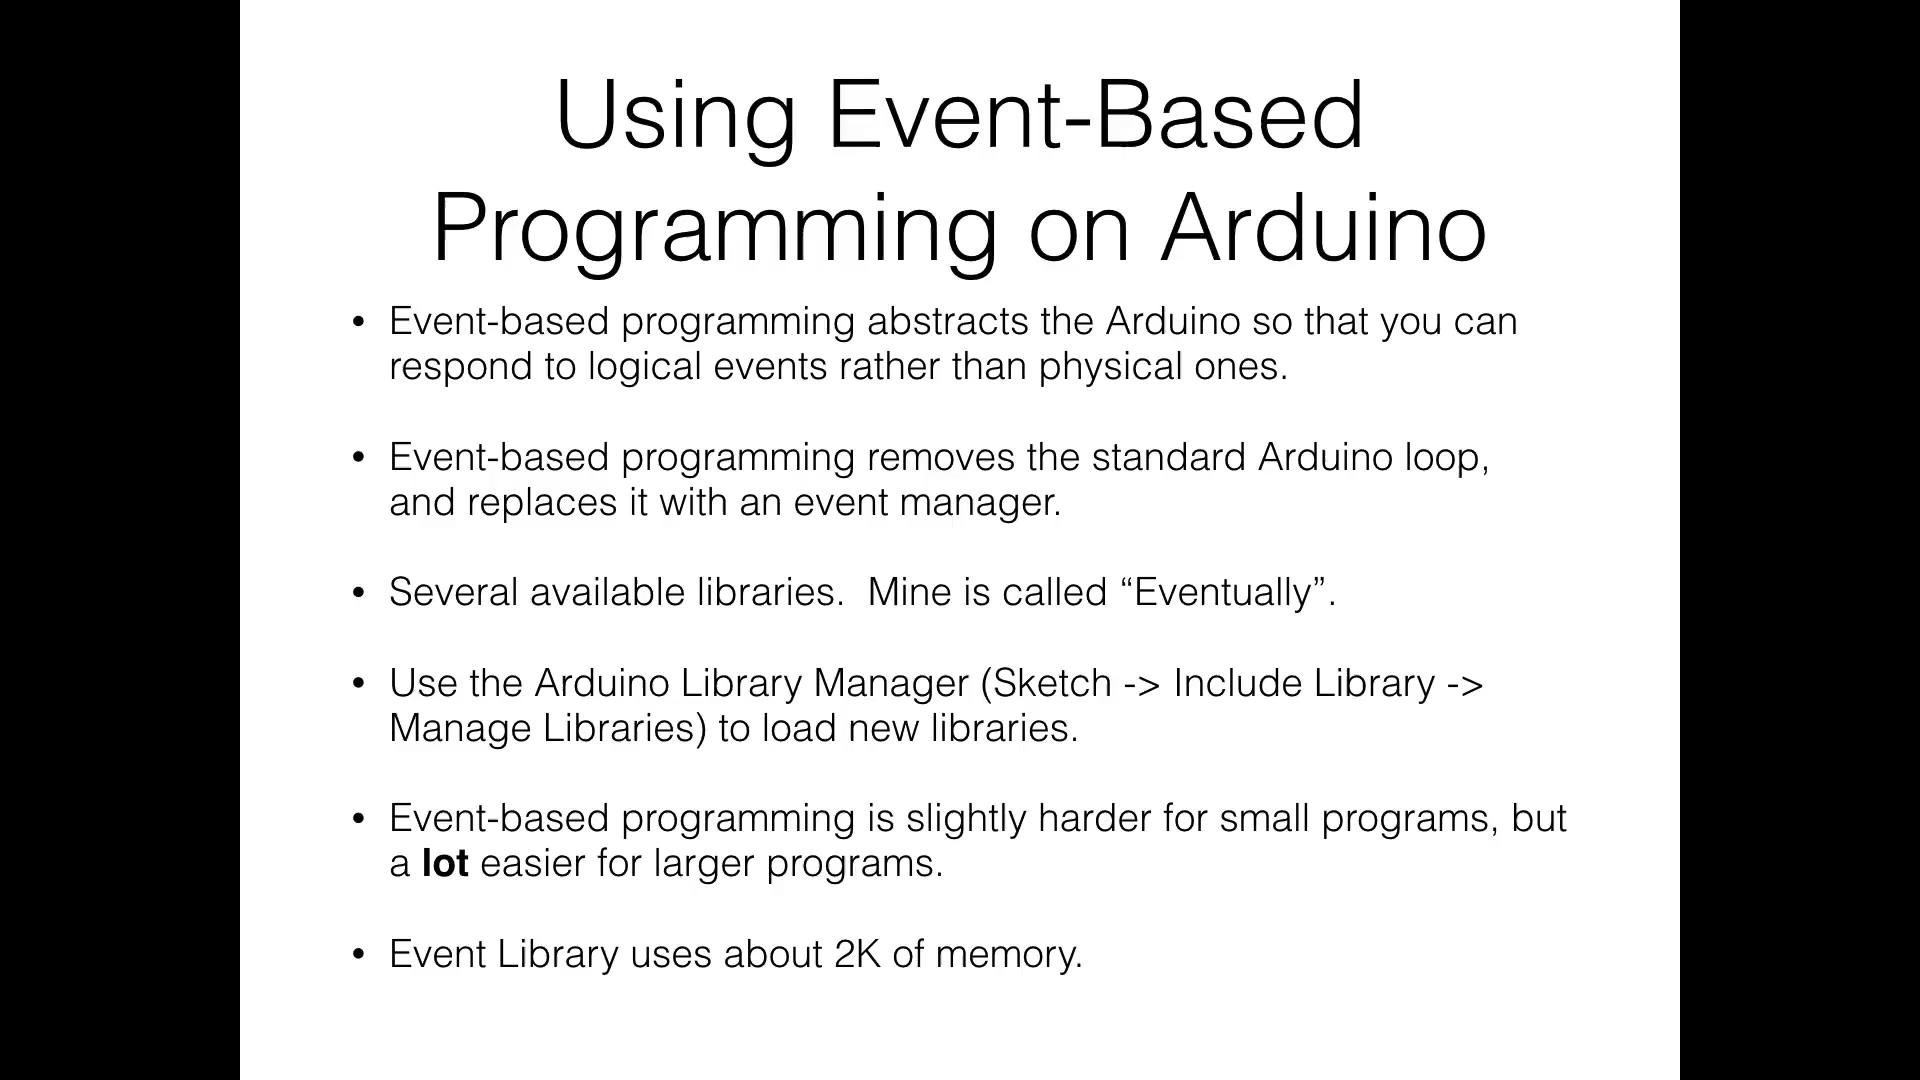 Using Event-Based
Programming on Arduino
• Event-based programming abstracts the Arduino so that you can
respond to logical events rather than physical ones.
• Event-based programming removes the standard Arduino loop,
and replaces it with an event manager.
• Several available libraries.  Mine is called “Eventually”.
• Use the Arduino Library Manager (Sketch -> Include Library ->
Manage Libraries) to load new libraries.
• Event-based programming is slightly harder for small programs, but
a lot easier for larger programs.
• Event Library uses about 2K of memory.